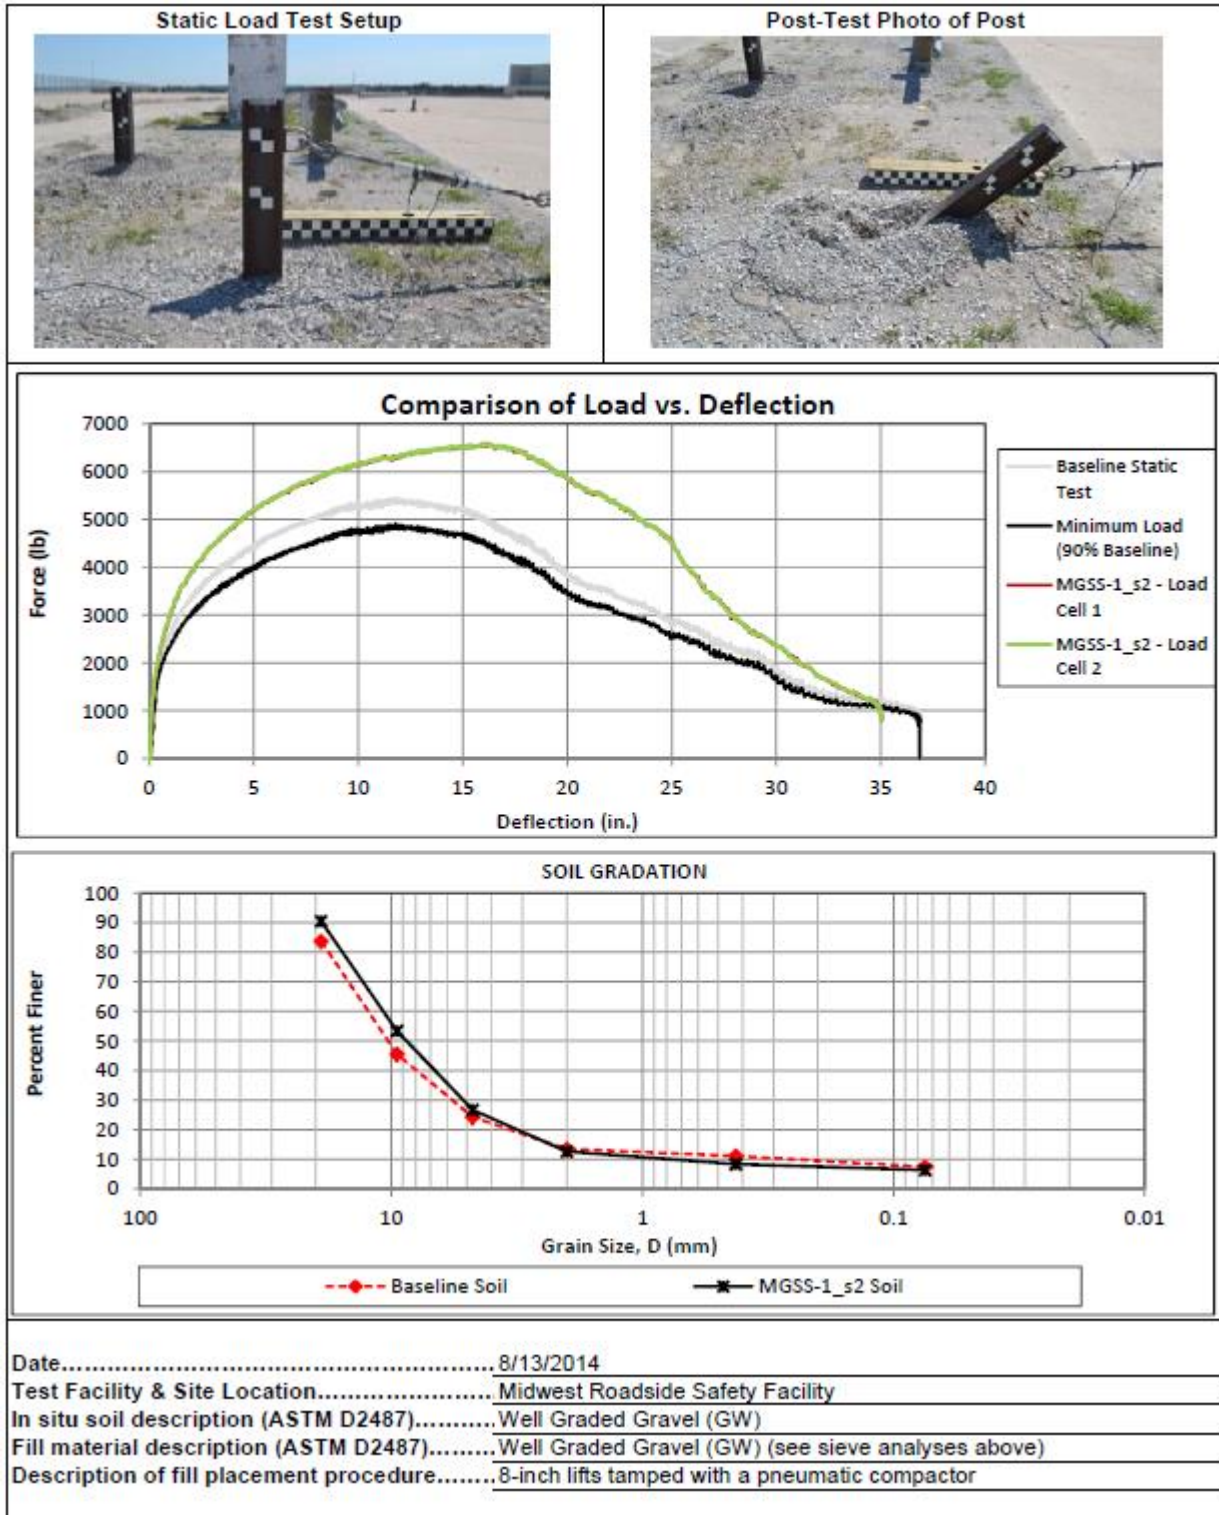 Static Load Test Setup
Post-Test Photo of Post
Comparison of Load vs. Deflection
Force (lb)
7000
6000
5000
4000
3000
2000
1000
0
0 5 10 15 20 25 30 35 40
Deflection (in.)
Baseline Static
Test
Minimum Load
(90% Baseline)
MGSS-1_s2 - Load
Cell 1
MGSS-1_s2 - Load
Cell 2
SOIL GRADATION
Percent Finer
100
90
80
70
60
50
40
30
20
10
0
100 10 1 0.1 0.01
Grain Size, D (mm)
Baseline Soil
MGSS-1_s2 Soil
Date.................................................... 8/13/2014
Test Facility & Site Location..................... Midwest Roadside Safety Facility
In situ soil description (ASTM D2487).......... Well Graded Gravel (GW)
Fill material description (ASTM D2487)....... Well Graded Gravel (GW) (see sieve analyses above)
Description of fill placement procedure....... 8-inch lifts tamped with a pneumatic compactor